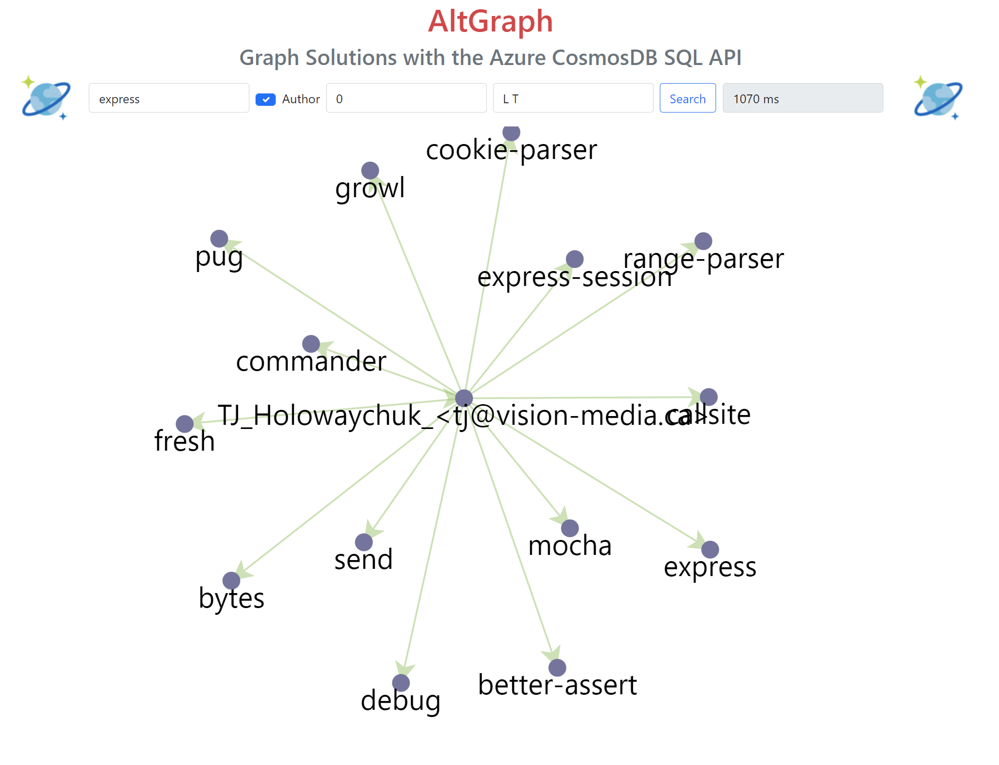 AltGraph
Graph Solutions with the Azure CosmosDB SQL API
express Author 0 L T Search 1070 ms
cookie-parser
growl
pug
range-parser
express-session
commander
TJ_Holowaychuk_<tj@vision-media.ca>
callsite
fresh
mocha
send
express
bytes
better-assert
debug